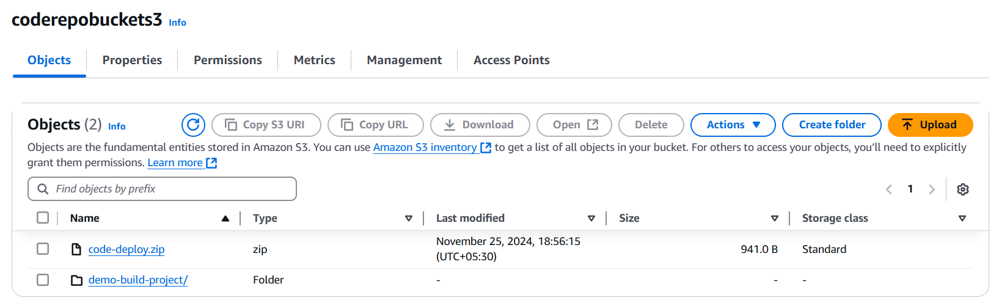 coderepobuckets3 Info
Objects Properties Permissions Metrics Management Access Points
Objects (2) Info Copy S3 URI Copy URL Download Open Delete Actions Create folder Upload
Objects are the fundamental entities stored in Amazon S3. You can use Amazon S3 inventory to get a list of all objects in your bucket. For others to access your objects, you’ll need to explicitly
grant them permissions. Learn more
Find objects by prefix 1
Name Type Last modified Size Storage class
code-deploy.zip zip November 25, 2024, 18:56:15 941.0 B Standard
(UTC+05:30)
demo-build-project/ Folder - - -